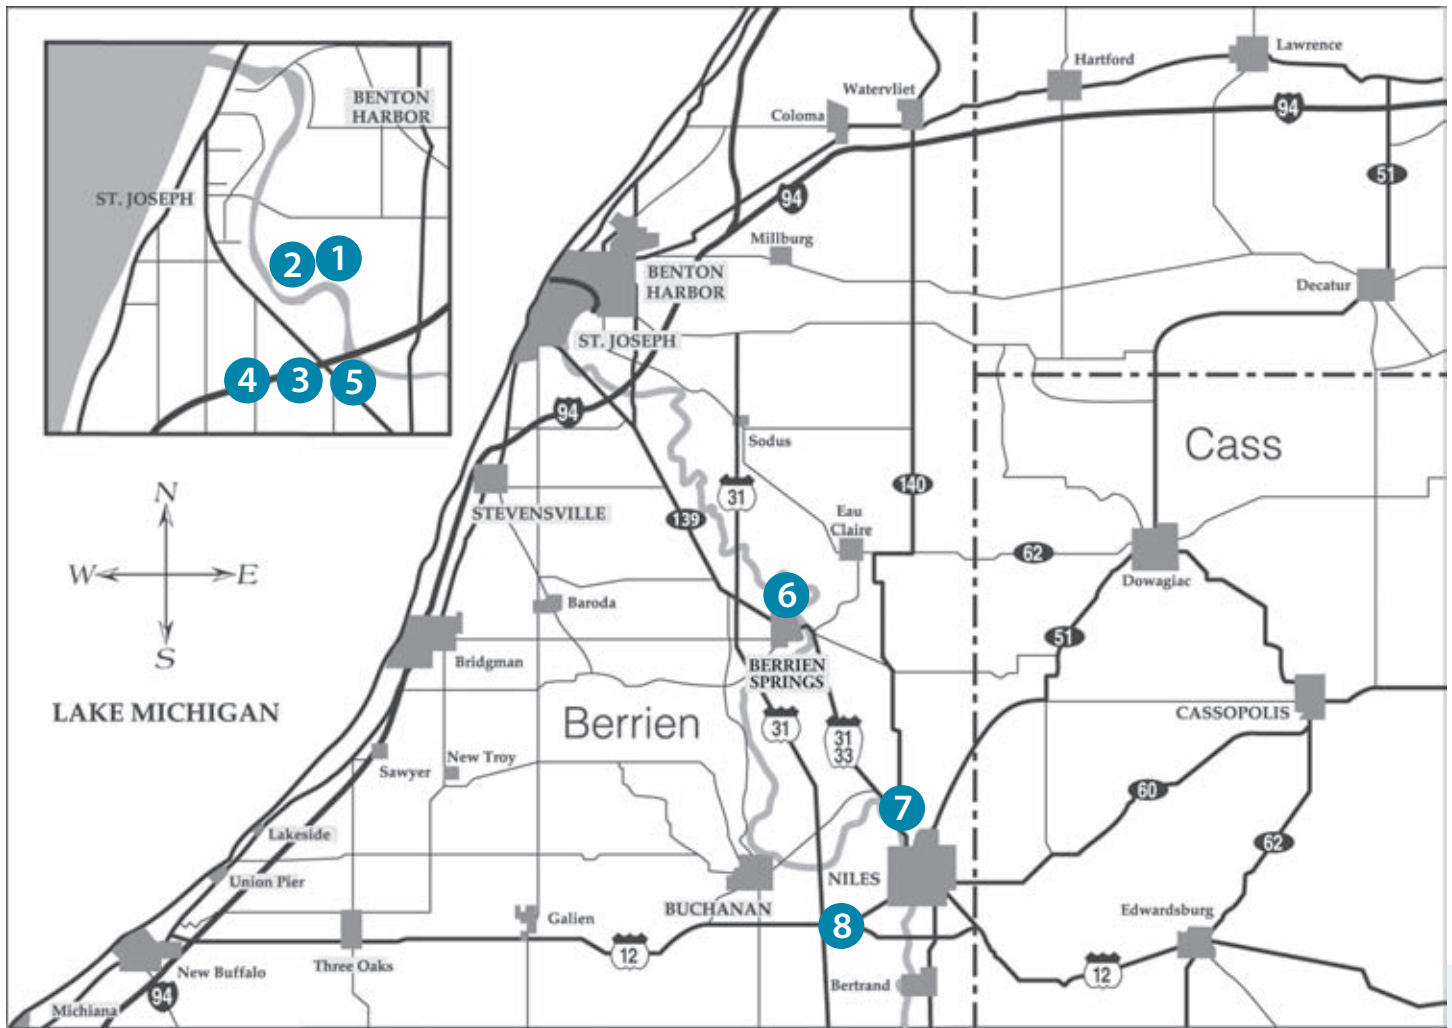 BENTON
HARBOR
ST. JOSEPH
2
1
4
3
5
Lawrence
Hartford
Watervliet
Coloma
94
94
51
Millburg
BENTON
HARBOR
Decatur
ST. JOSEPH
94
Sodus
Cass
31
140
139
STEVENSVILLE
Eau
Claire
62
N
W
E
S
Dowagiac
6
Baroda
51
Bridgman
BERRIEN
SPRINGS
LAKE MICHIGAN
Berrien
CASSOPOLIS
31
31
33
Sawyer
New Troy
60
7
Lakeside
62
Union Pier
NILES
BUCHANAN
Edwardsburg
Galien
8
12
New Buffalo
Three Oaks
12
Bertrand
94
Michiana